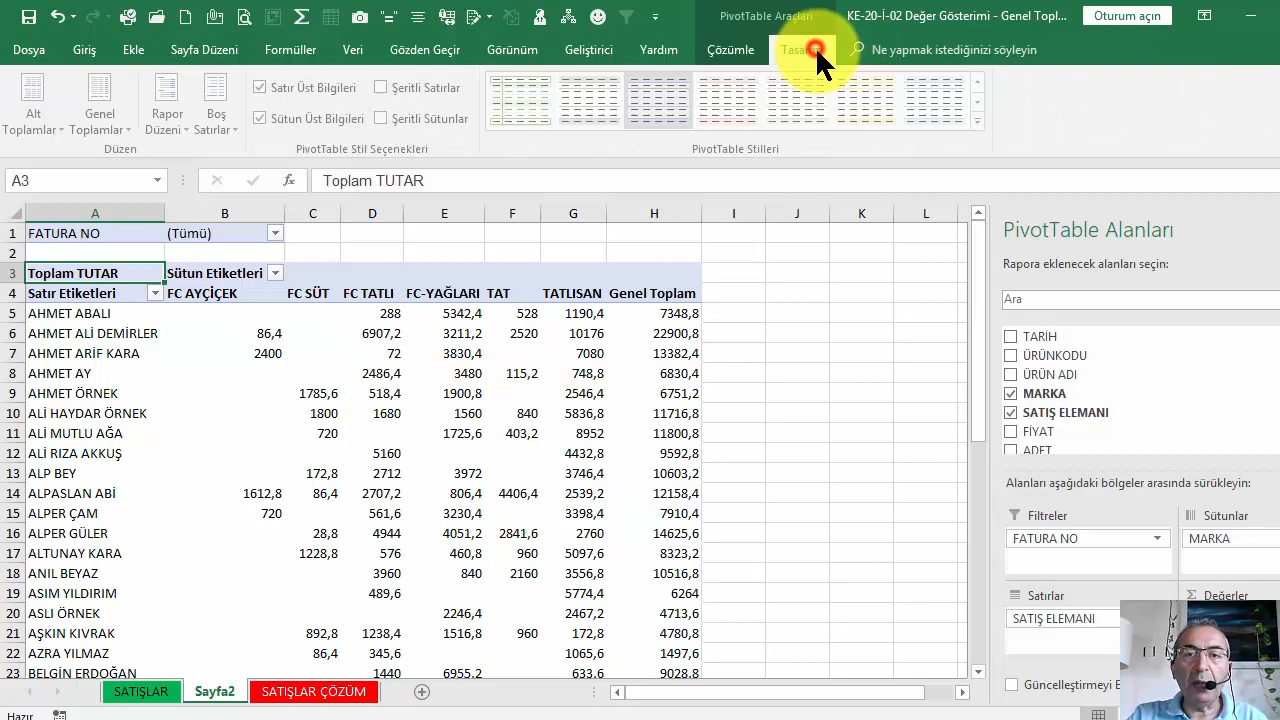 PivotTable Araçları KE-20-İ-02 Değer Gösterimi - Genel Topl... Oturum açın
Dosya Giriş Ekle Sayfa Düzeni Formüller Veri Gözden Geçir Görünüm Geliştirici Yardım Çözümle Ne yapmak istediğinizi söyleyin
Satır Üst Bilgileri Şeritli Satırlar
Alt Toplamlar Genel Toplamlar Rapor Düzeni Boş Satırlar
Sütun Üst Bilgileri Şeritli Sütunlar
Düzen PivotTable Stil Seçenekleri PivotTable Stilleri
A3 fx Toplam TUTAR
A B C D E F G H I J K L
1 FATURA NO (Tümü)
2
3 Toplam TUTAR Sütun Etiketleri
4 Satır Etiketleri FC AYÇİÇEK FC SÜT FC TATLI FC-YAĞLARI TAT TATLISAN Genel Toplam
5 AHMET ABALI 288 5342,4 528 1190,4 7348,8
6 AHMET ALİ DEMİRLER 86,4 6907,2 3211,2 2520 10176 22900,8
7 AHMET ARİF KARA 2400 72 3830,4 7080 13382,4
8 AHMET AY 2486,4 3480 115,2 748,8 6830,4
9 AHMET ÖRNEK 1785,6 518,4 1900,8 2546,4 6751,2
10 ALİ HAYDAR ÖRNEK 1800 1680 1560 840 5836,8 11716,8
11 ALİ MUTLU AĞA 720 1725,6 403,2 8952 11800,8
12 ALİ RIZA AKKUŞ 5160 4432,8 9592,8
13 ALP BEY 172,8 2712 3972 3746,4 10603,2
14 ALPASLAN ABİ 1612,8 86,4 2707,2 806,4 4406,4 2539,2 12158,4
15 ALPER ÇAM 720 561,6 3230,4 3398,4 7910,4
16 ALPER GÜLER 28,8 4944 4051,2 2841,6 2760 14625,6
17 ALTUNAY KARA 1228,8 576 460,8 960 5097,6 8323,2
18 ANIL BEYAZ 3960 840 2160 3556,8 10516,8
19 ASIM YILDIRIM 489,6 5774,4 6264
20 ASLI ÖRNEK 2246,4 2467,2 4713,6
21 AŞKIN KIVRAK 892,8 1238,4 1516,8 960 172,8 4780,8
22 AZRA YILMAZ 86,4 345,6 1065,6 1497,6
23 BELGİN ERDOĞAN 1440 6955,2 633,6 9028,8
SATIŞLAR Sayfa2 SATIŞLAR ÇÖZÜM
Hazır
PivotTable Alanları
Rapora eklenecek alanları seçin:
Ara
TARİH
ÜRÜNKODU
ÜRÜN ADI
MARKA
SATIŞ ELEMANI
FİYAT
ADET
Alanları aşağıdaki bölgeler arasında sürükleyin:
Filtreler Sütunlar
FATURA NO MARKA
Satırlar Σ Değerler
SATIŞ ELEMANI
Güncelleştirmeyi